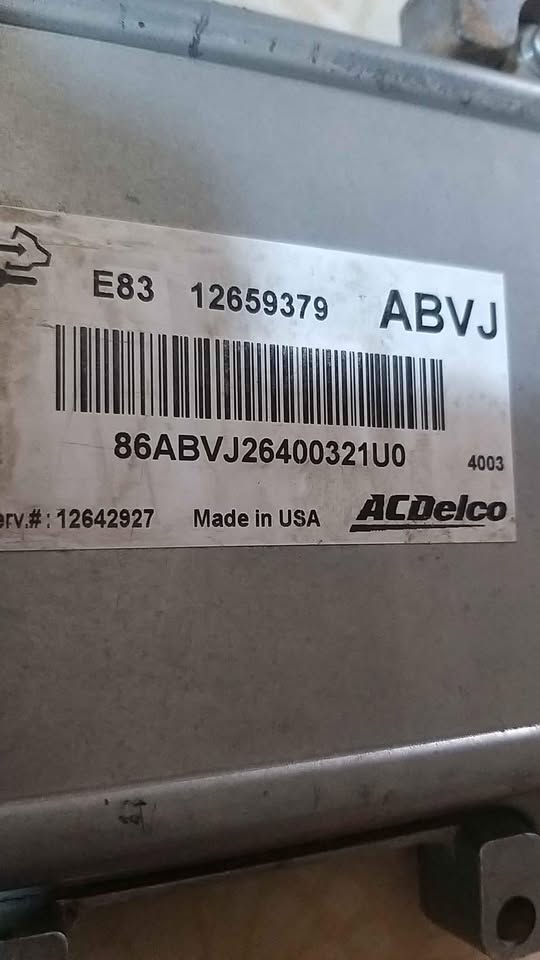 E83 12659379 ABVJ
86ABVJ26400321U0
4003
erv.#: 12642927 Made in USA ACDelco